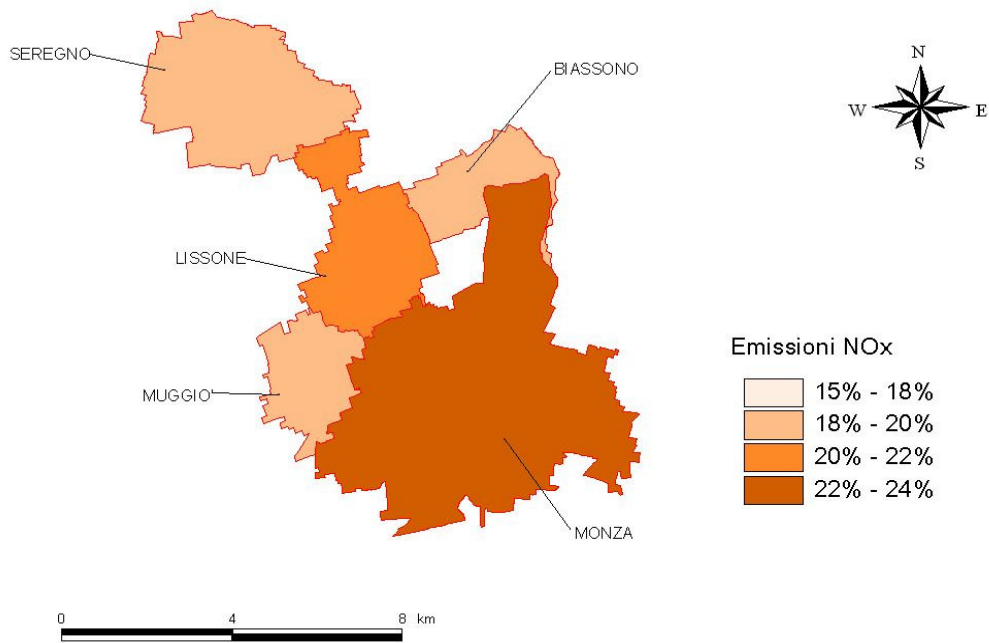 SEREGNO
BIASSONO
N
W E
S
LISSONE
MUGGIO'
MONZA
Emissioni NOx
15% - 18%
18% - 20%
20% - 22%
22% - 24%
0 4 8 km